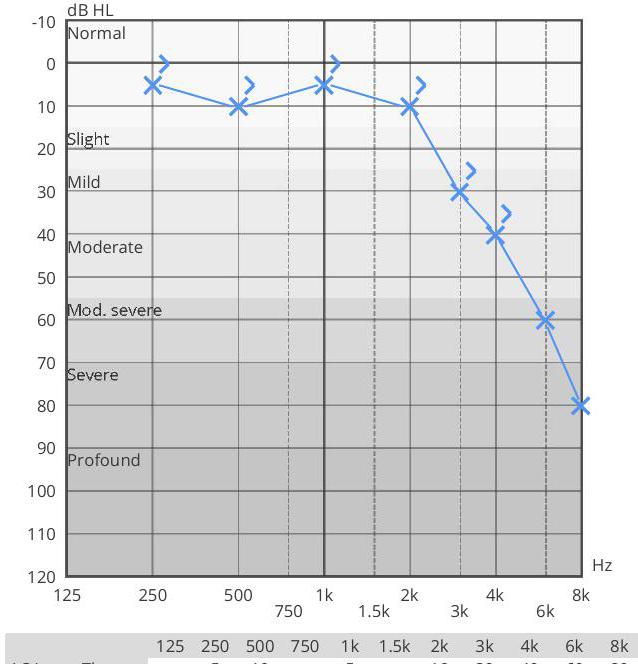 dB HL
-10
Normal
0
10
Slight
20
Mild
30
40
Moderate
50
Mod. severe
60
70
Severe
80
90
Profound
100
110
120
Hz
125 250 500 1k 2k 4k 8k
750 1.5k 3k 6k
125 250 500 750 1k 1.5k 2k 3k 4k 6k 8k